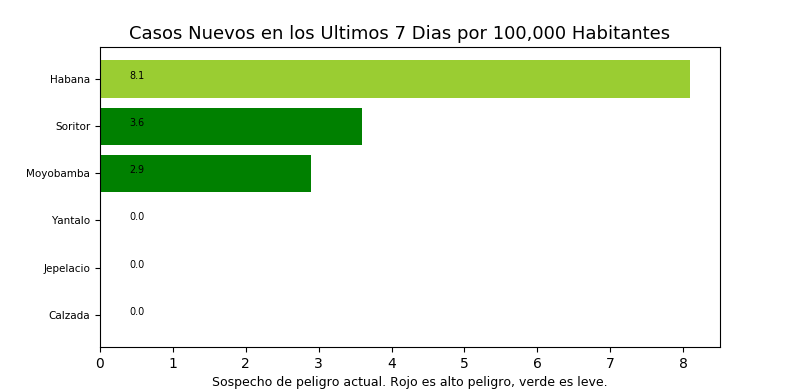 Casos Nuevos en los Ultimos 7 Dias por 100,000 Habitantes
Habana 8.1
Soritor 3.6
Moyobamba 2.9
Yantalo 0.0
Jepelacio 0.0
Calzada 0.0
0 1 2 3 4 5 6 7 8
Sospecho de peligro actual. Rojo es alto peligro, verde es leve.